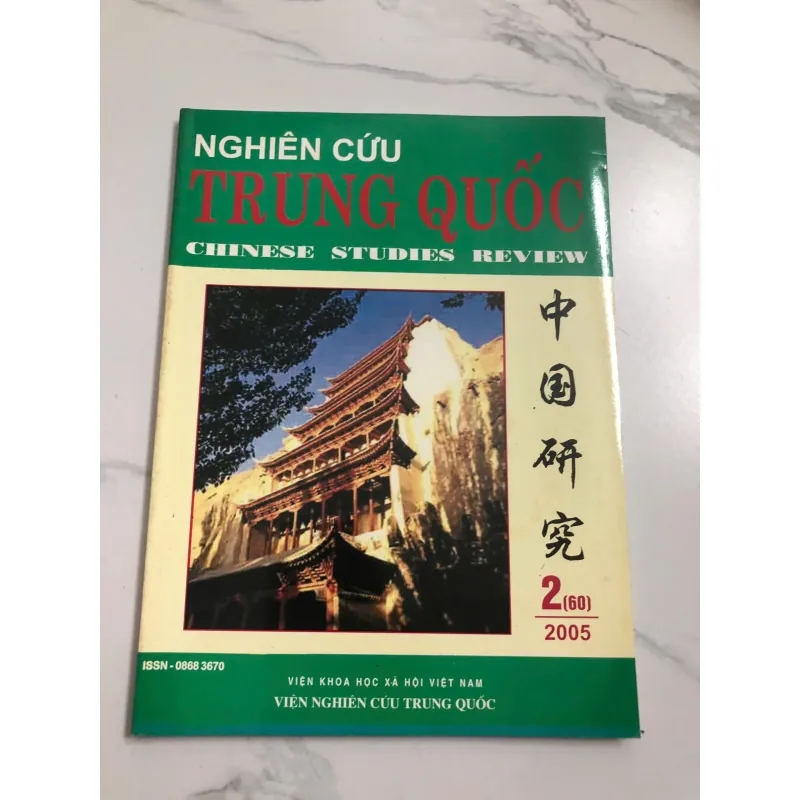 NGHIÊN CỨU
TRUNG QUỐC
CHINESE STUDIES REVIEW
中国研究
2(60)
2005
ISSN - 0868 3670
VIỆN KHOA HỌC XÃ HỘI VIỆT NAM
VIỆN NGHIÊN CỨU TRUNG QUỐC